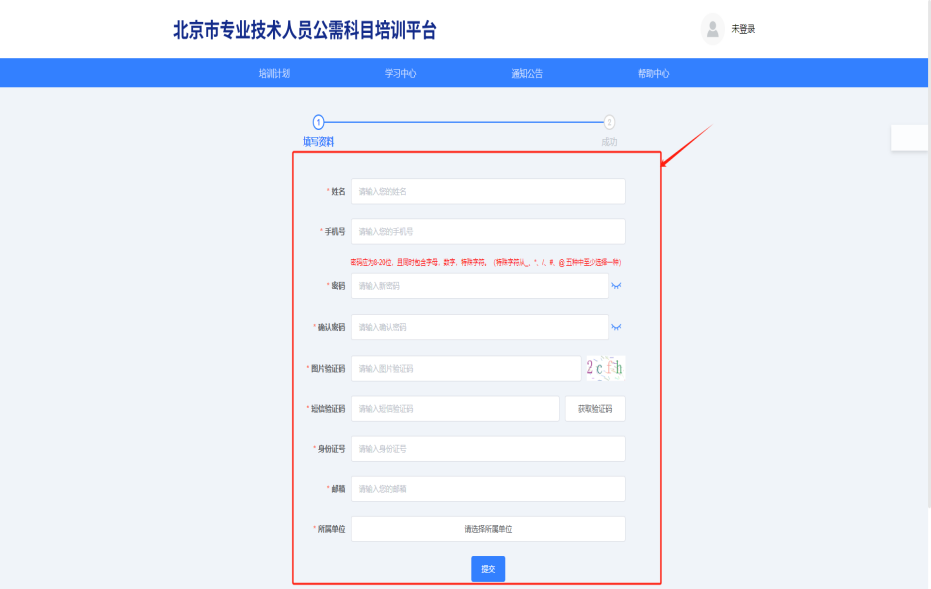 北京市专业技术人员公需科目培训平台
未登录
培训计划 学习中心 通知公告 帮助中心
1 2
填写资料 成功
* 姓名 请输入您的姓名
* 手机号 请输入您的手机号
密码应为8-20位，且同时包含字母、数字、特殊字符。（特殊字符从_、*、/、#、@ 五种中至少选择一种）
* 密码 请输入新密码
* 确认密码 请输入确认密码
* 图片验证码 请输入图片验证码 2cfh
* 短信验证码 请输入短信验证码 获取验证码
* 身份证号 请输入身份证号
* 邮箱 请输入您的邮箱
* 所属单位 请选择所属单位
提交